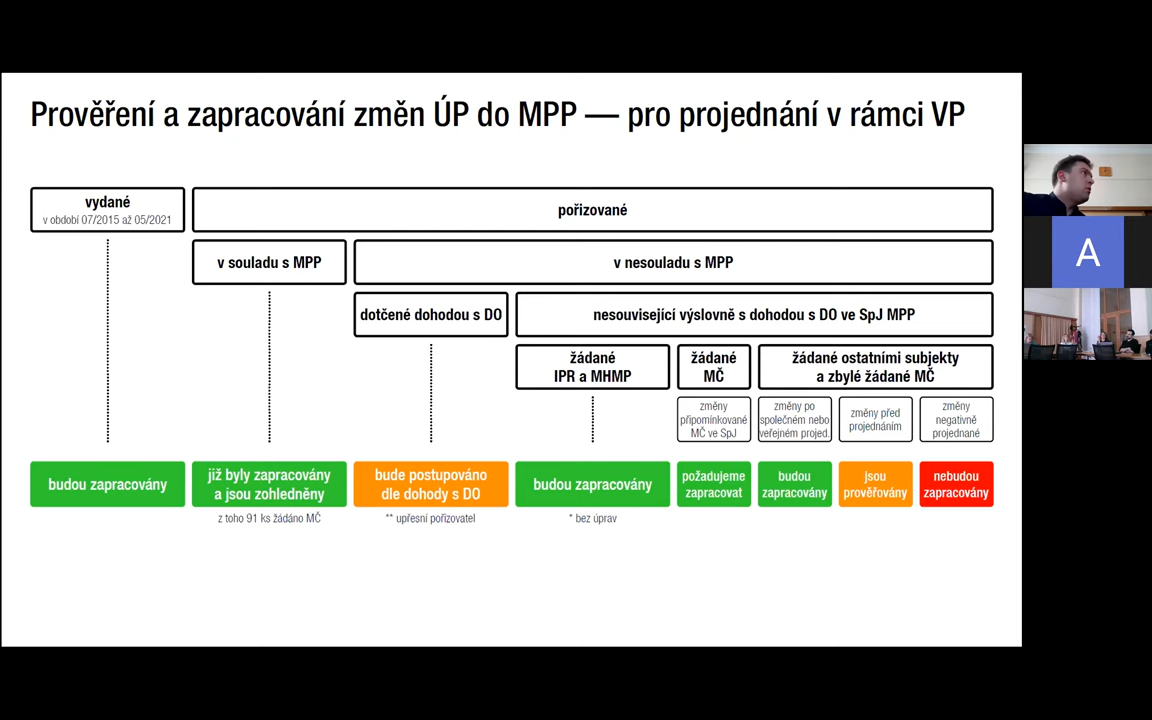 Prověření a zapracování změn ÚP do MPP — pro projednání v rámci VP
vydané
v období 07/2015 až 05/2021
pořizované
v souladu s MPP
v nesouladu s MPP
dotčené dohodou s DO
nesouvisející výslovně s dohodou s DO ve SpJ MPP
žádané
IPR a MHMP
žádané
MČ
žádané ostatními subjekty
a zbylé žádané MČ
změny
připomínkované
MČ ve SpJ
změny po
společném nebo
veřejném projed.
změny před
projednáním
změny
negativně
projednané
budou zapracovány
již byly zapracovány
a jsou zohledněny
bude postupováno
dle dohody s DO
budou zapracovány
požadujeme
zapracovat
budou
zapracovány
jsou
prověřovány
nebudou
zapracovány
z toho 91 ks žádáno MČ
** upřesní pořizovatel
* bez úprav
A